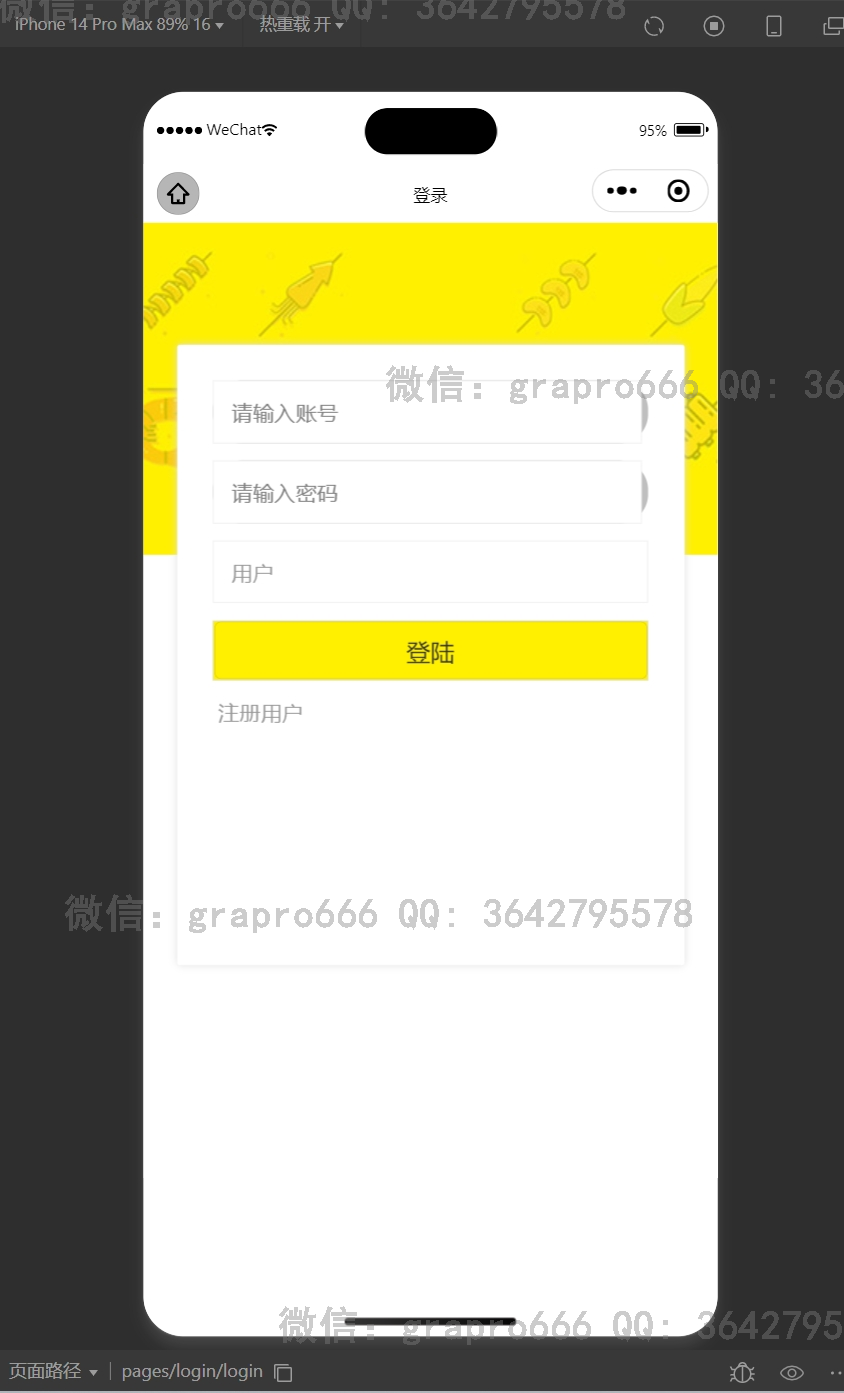 微信: grapro666 QQ: 3642795578
iPhone 14 Pro Max 89% 16 热重载 开
WeChat 95%
登录
微信: grapro666 QQ: 36
请输入账号
请输入密码
用户
登陆
注册用户
微信: grapro666 QQ: 3642795578
微信: grapro666 QQ: 3642795
页面路径 pages/login/login